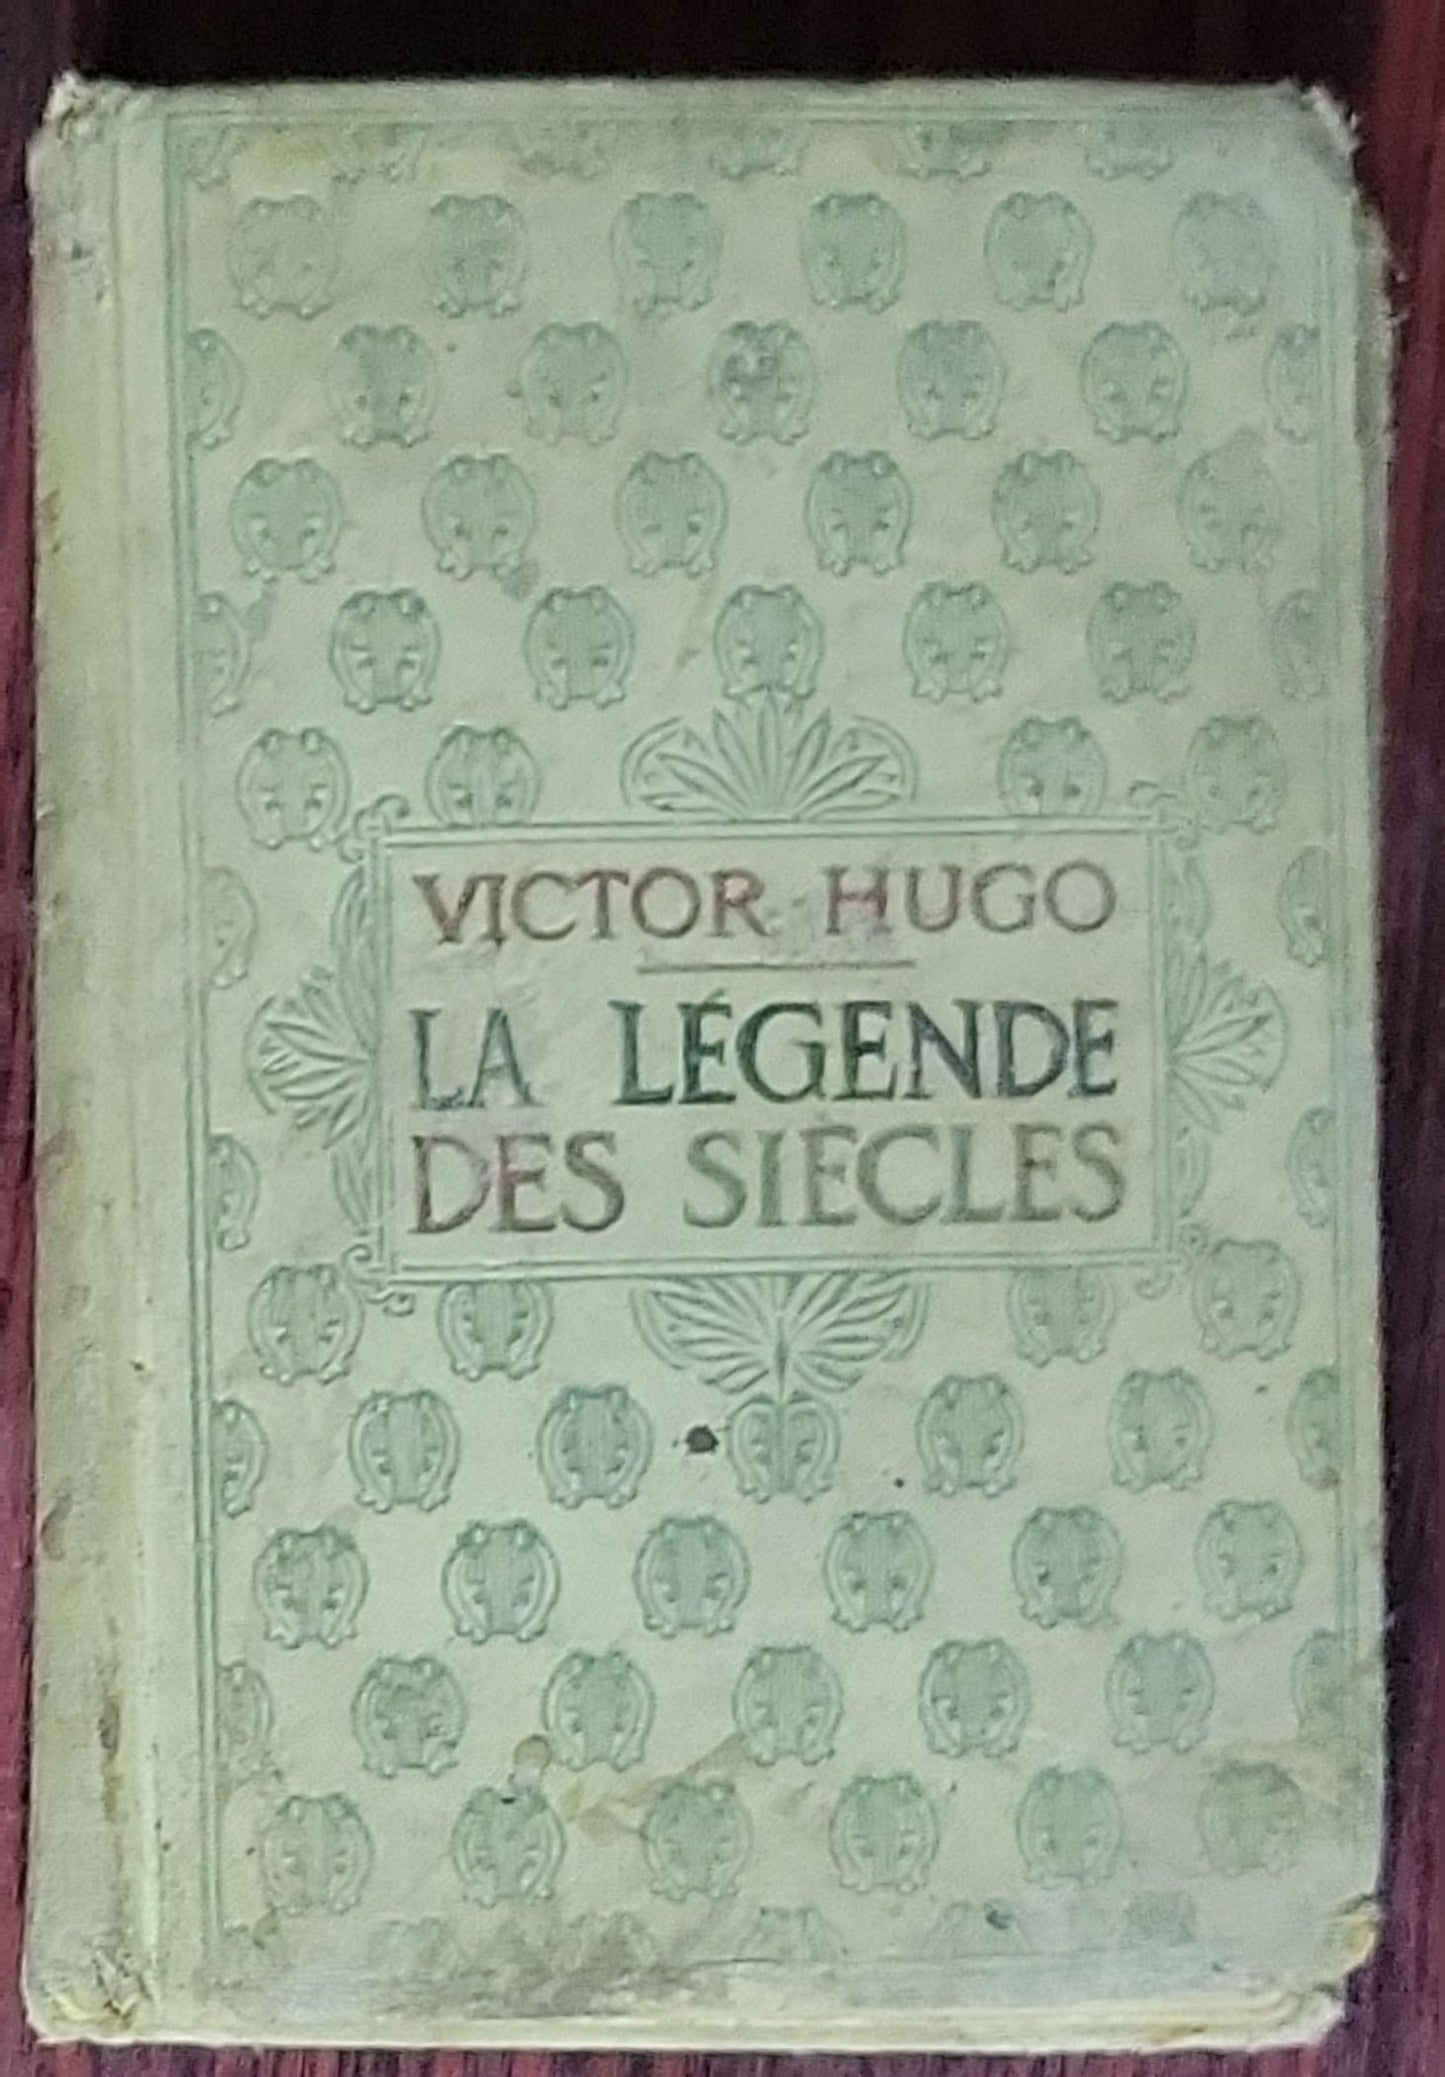 VICTOR HUGO
LA LÉGENDE
DES SIÈCLES